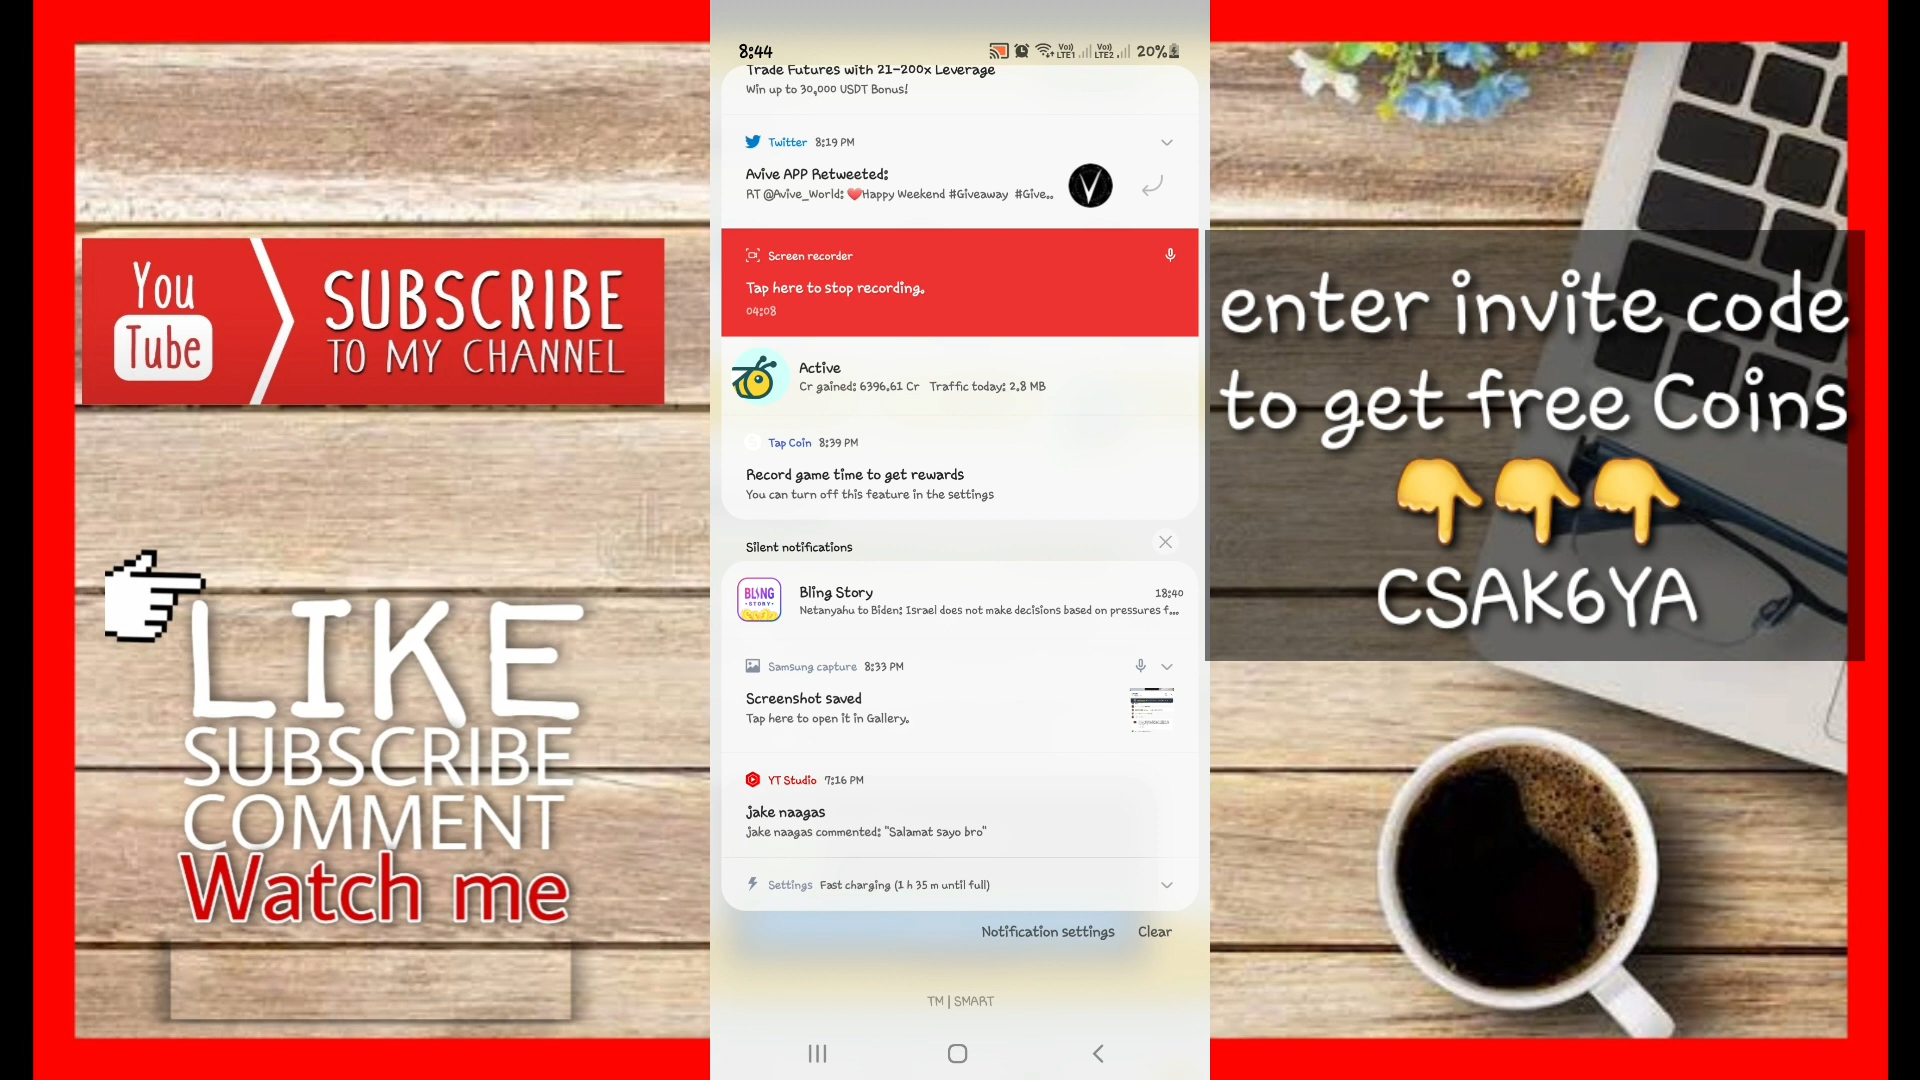 You
Tube
SUBSCRIBE
TO MY CHANNEL
LIKE
SUBSCRIBE
COMMENT
Watch me
8:44
Vo)) LTE1 Vo)) LTE2 20%
Trade Futures with 21-200x Leverage
Win up to 30,000 USDT Bonus!
Twitter 8:19 PM
Avive APP Retweeted:
RT @Avive_World: ❤️Happy Weekend #Giveaway #Give..
Screen recorder
Tap here to stop recording.
04:08
Active
Cr gained: 6396.61 Cr Traffic today: 2.8 MB
Tap Coin 8:39 PM
Record game time to get rewards
You can turn off this feature in the settings
Silent notifications
BLING
STORY
Bling Story 18:40
Netanyahu to Biden: Israel does not make decisions based on pressures f...
Samsung capture 8:33 PM
Screenshot saved
Tap here to open it in Gallery.
YT Studio 7:16 PM
jake naagas
jake naagas commented: "Salamat sayo bro"
Settings Fast charging (1 h 35 m until full)
Notification settings Clear
TM | SMART
enter invite code
to get free Coins
👇👇👇
CSAK6YA